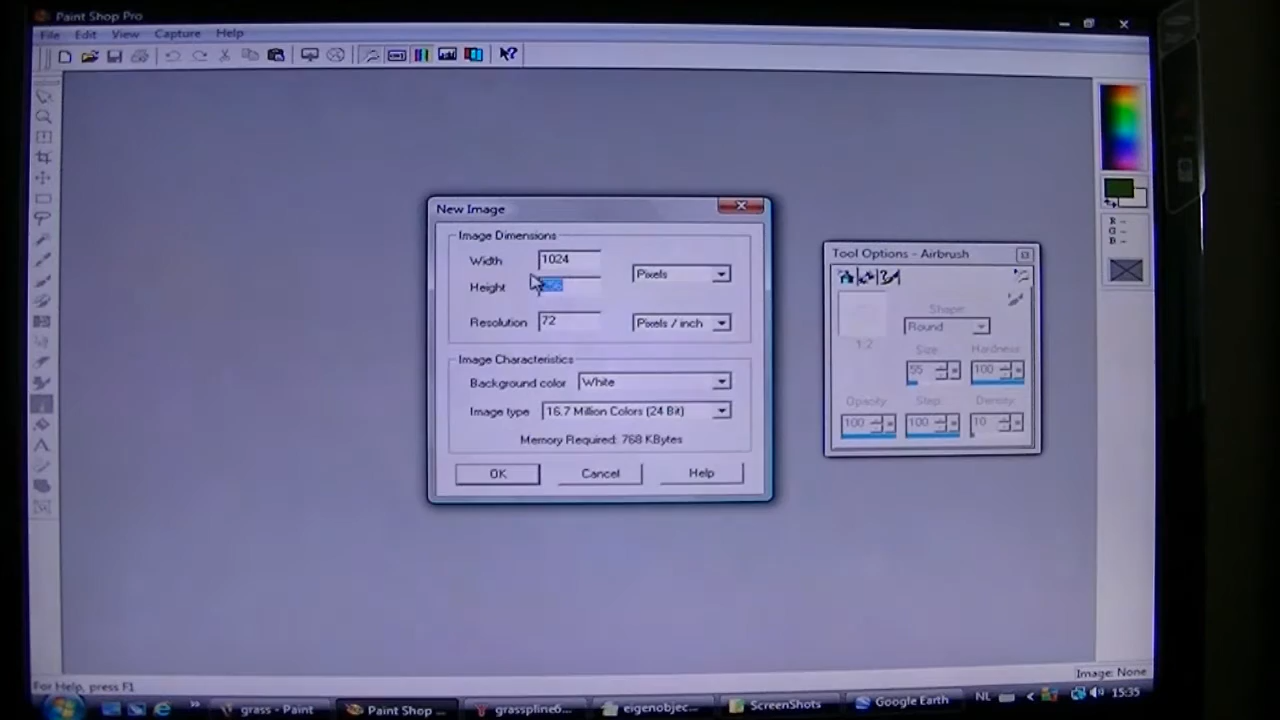 Paint Shop Pro
File Edit View Capture Help
New Image
Image Dimensions
Width 1024 Pixels
Height
Resolution 72 Pixels / inch
Image Characteristics
Background color White
Image type 16.7 Million Colors (24 Bit)
Memory Required: 768 KBytes
OK Cancel Help
Tool Options - Airbrush
Shape:
Round
1:2
Size: Hardness:
55 100
Opacity: Step: Density:
100 100 10
R -
G -
B -
For Help, press F1
Image: None
grass - Paint
Paint Shop ...
grasspline6...
eigenobjec...
ScreenShots
Google Earth
NL
15:35